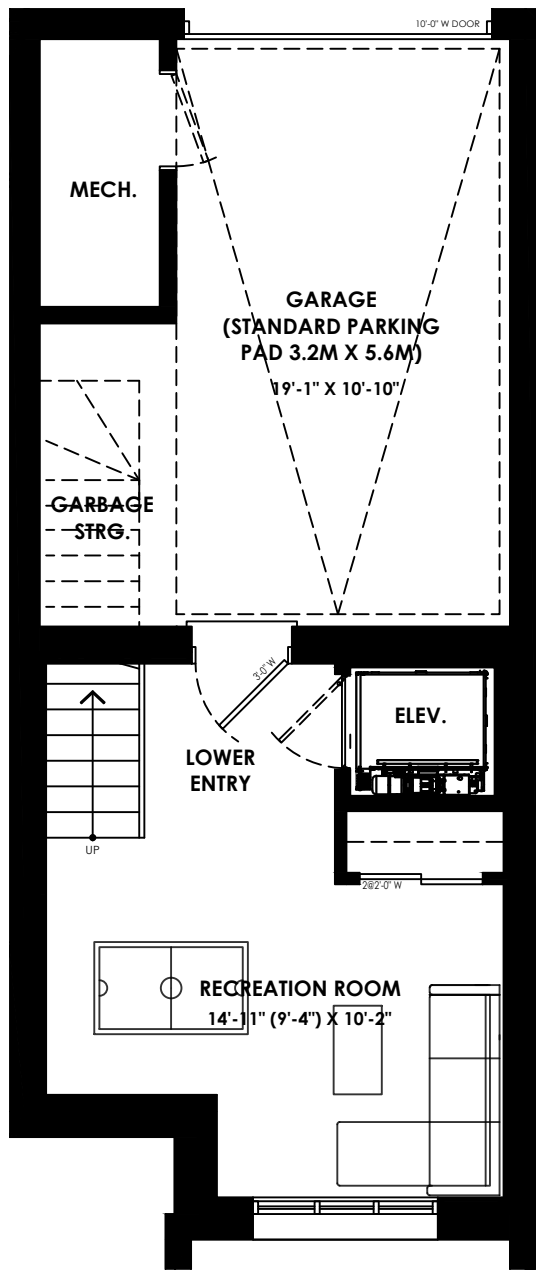 10'-0" W DOOR
MECH.
GARAGE
(STANDARD PARKING
PAD 3.2M X 5.6M)
19'-1" X 10'-10"
GARBAGE
STRG.
3'-0" W
ELEV.
LOWER
ENTRY
UP
2@2'-0" W
RECREATION ROOM
14'-11" (9'-4") X 10'-2"